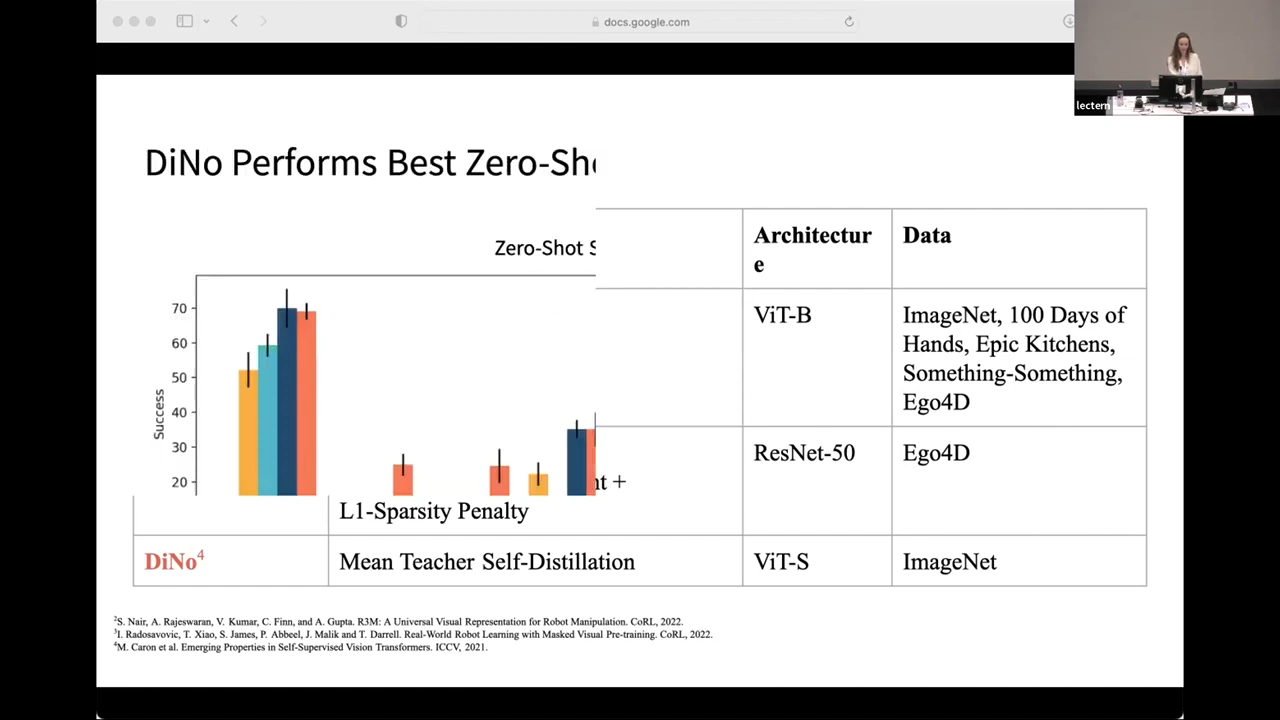 docs.google.com
lectern
DiNo Performs Best Zero-Sh
Zero-Shot S
Success
70
60
50
40
30
20
Architectur
e
Data
ViT-B
ImageNet, 100 Days of
Hands, Epic Kitchens,
Something-Something,
Ego4D
ResNet-50
Ego4D
nt +
L1-Sparsity Penalty
DiNo4
Mean Teacher Self-Distillation
ViT-S
ImageNet
2S. Nair, A. Rajeswaran, V. Kumar, C. Finn, and A. Gupta. R3M: A Universal Visual Representation for Robot Manipulation. CoRL, 2022.
3I. Radosavovic, T. Xiao, S. James, P. Abbeel, J. Malik and T. Darrell. Real-World Robot Learning with Masked Visual Pre-training. CoRL, 2022.
4M. Caron et al. Emerging Properties in Self-Supervised Vision Transformers. ICCV, 2021.